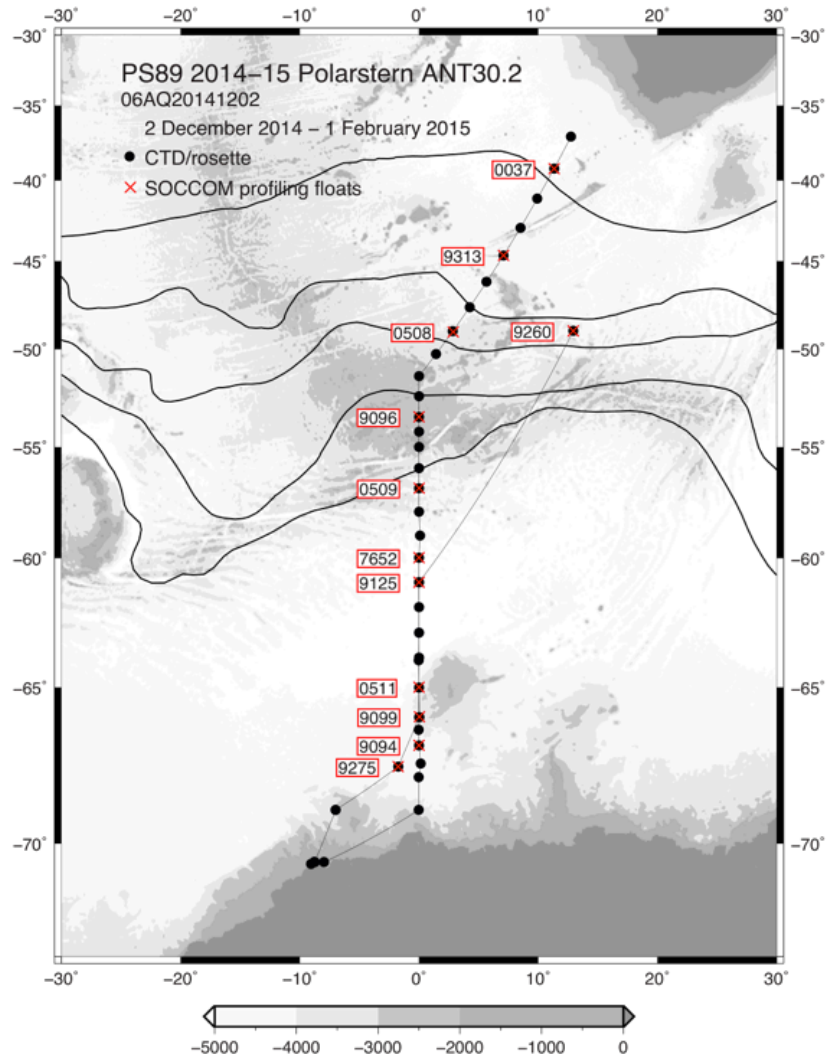 −30˚ −20˚ −10˚ 0˚ 10˚ 20˚ 30˚
−30˚ −30˚
PS89 2014−15 Polarstern ANT30.2
06AQ20141202
−35˚ −35˚
2 December 2014 − 1 February 2015
CTD/rosette
0037
SOCCOM profiling floats
−40˚ −40˚
9313
−45˚ −45˚
0508 9260
−50˚ −50˚
9096
−55˚ −55˚
0509
7652
−60˚ −60˚
9125
0511
−65˚ −65˚
9099
9094
9275
−70˚ −70˚
−30˚ −20˚ −10˚ 0˚ 10˚ 20˚ 30˚
−5000 −4000 −3000 −2000 −1000 0